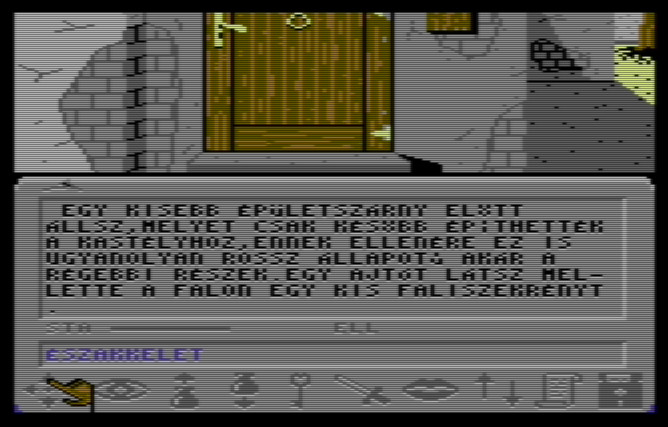 EGY KISEBB ÉPÜLETSZÁRNY ELŐTT
ÁLLSZ,MELYET CSAK KÉSŐBB ÉPÍTHETTÉK
A KASTÉLYHOZ,ENNEK ELLENÉRE EZ IS
UGYANOLYAN ROSSZ ÁLLAPOTÚ AKÁR A
RÉGEBBI RÉSZEK.EGY AJTÓT LÁTSZ MEL-
LETTE A FALON EGY KIS FALISZEKRÉNYT
.
STA ELL
ÉSZAKKELET